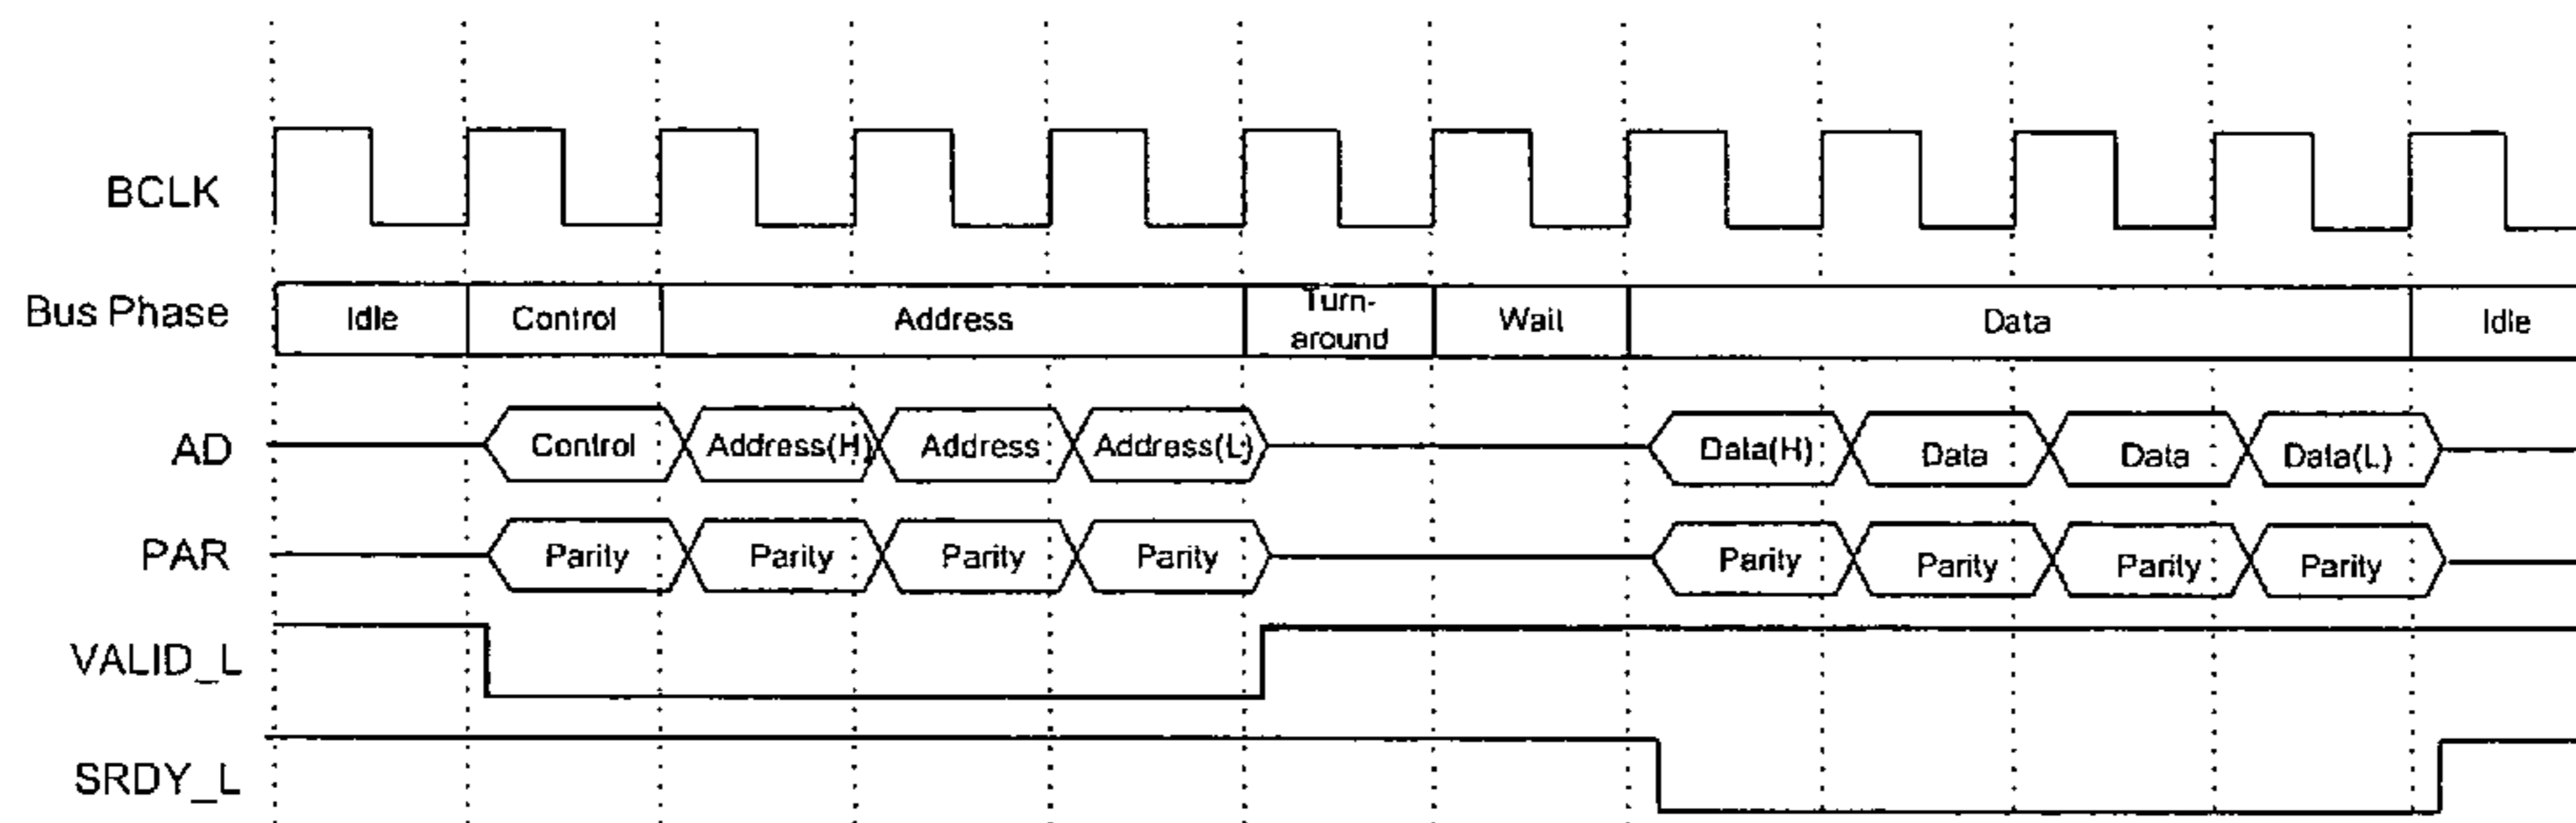 BCLK
Bus Phase
Idle
Control
Address
Turn-
around
Wait
Data
Idle
AD
Control
Address(H)
Address
Address(L)
Data(H)
Data
Data
Data(L)
PAR
Parity
Parity
Parity
Parity
Parity
Parity
Parity
Parity
VALID_L
SRDY_L